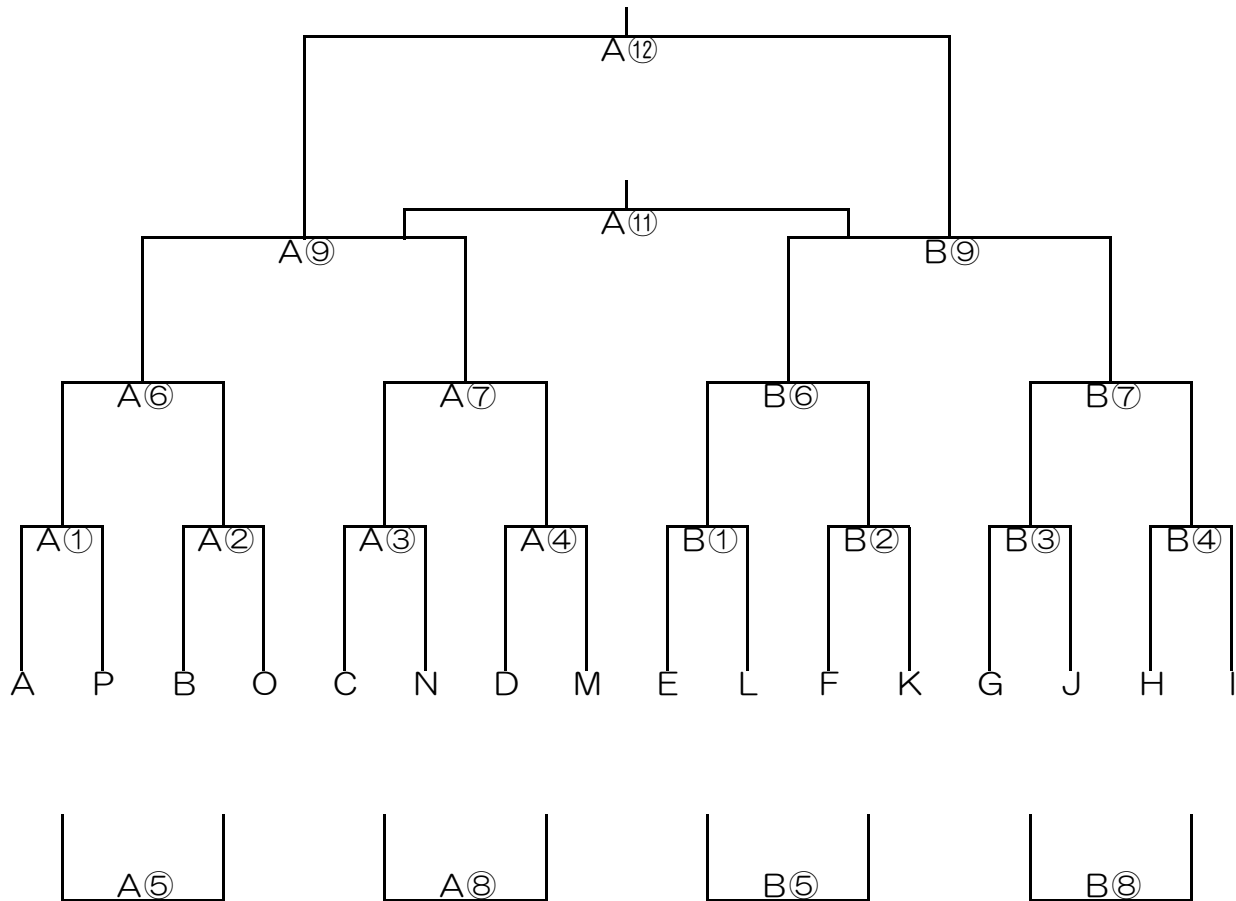 A⑫
A⑪
A⑨ B⑨
A⑥ A⑦ B⑥ B⑦
A① A② A③ A④ B① B② B③ B④
A P B O C N D M E L F K G J H I
A⑤ A⑧ B⑤ B⑧